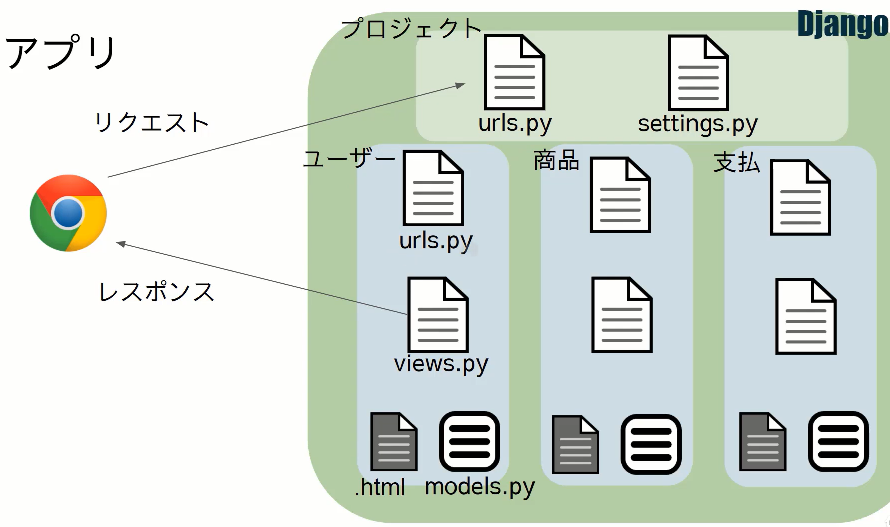 アプリ
プロジェクト
Django
urls.py
settings.py
リクエスト
ユーザー
商品
支払
urls.py
レスポンス
views.py
.html
models.py